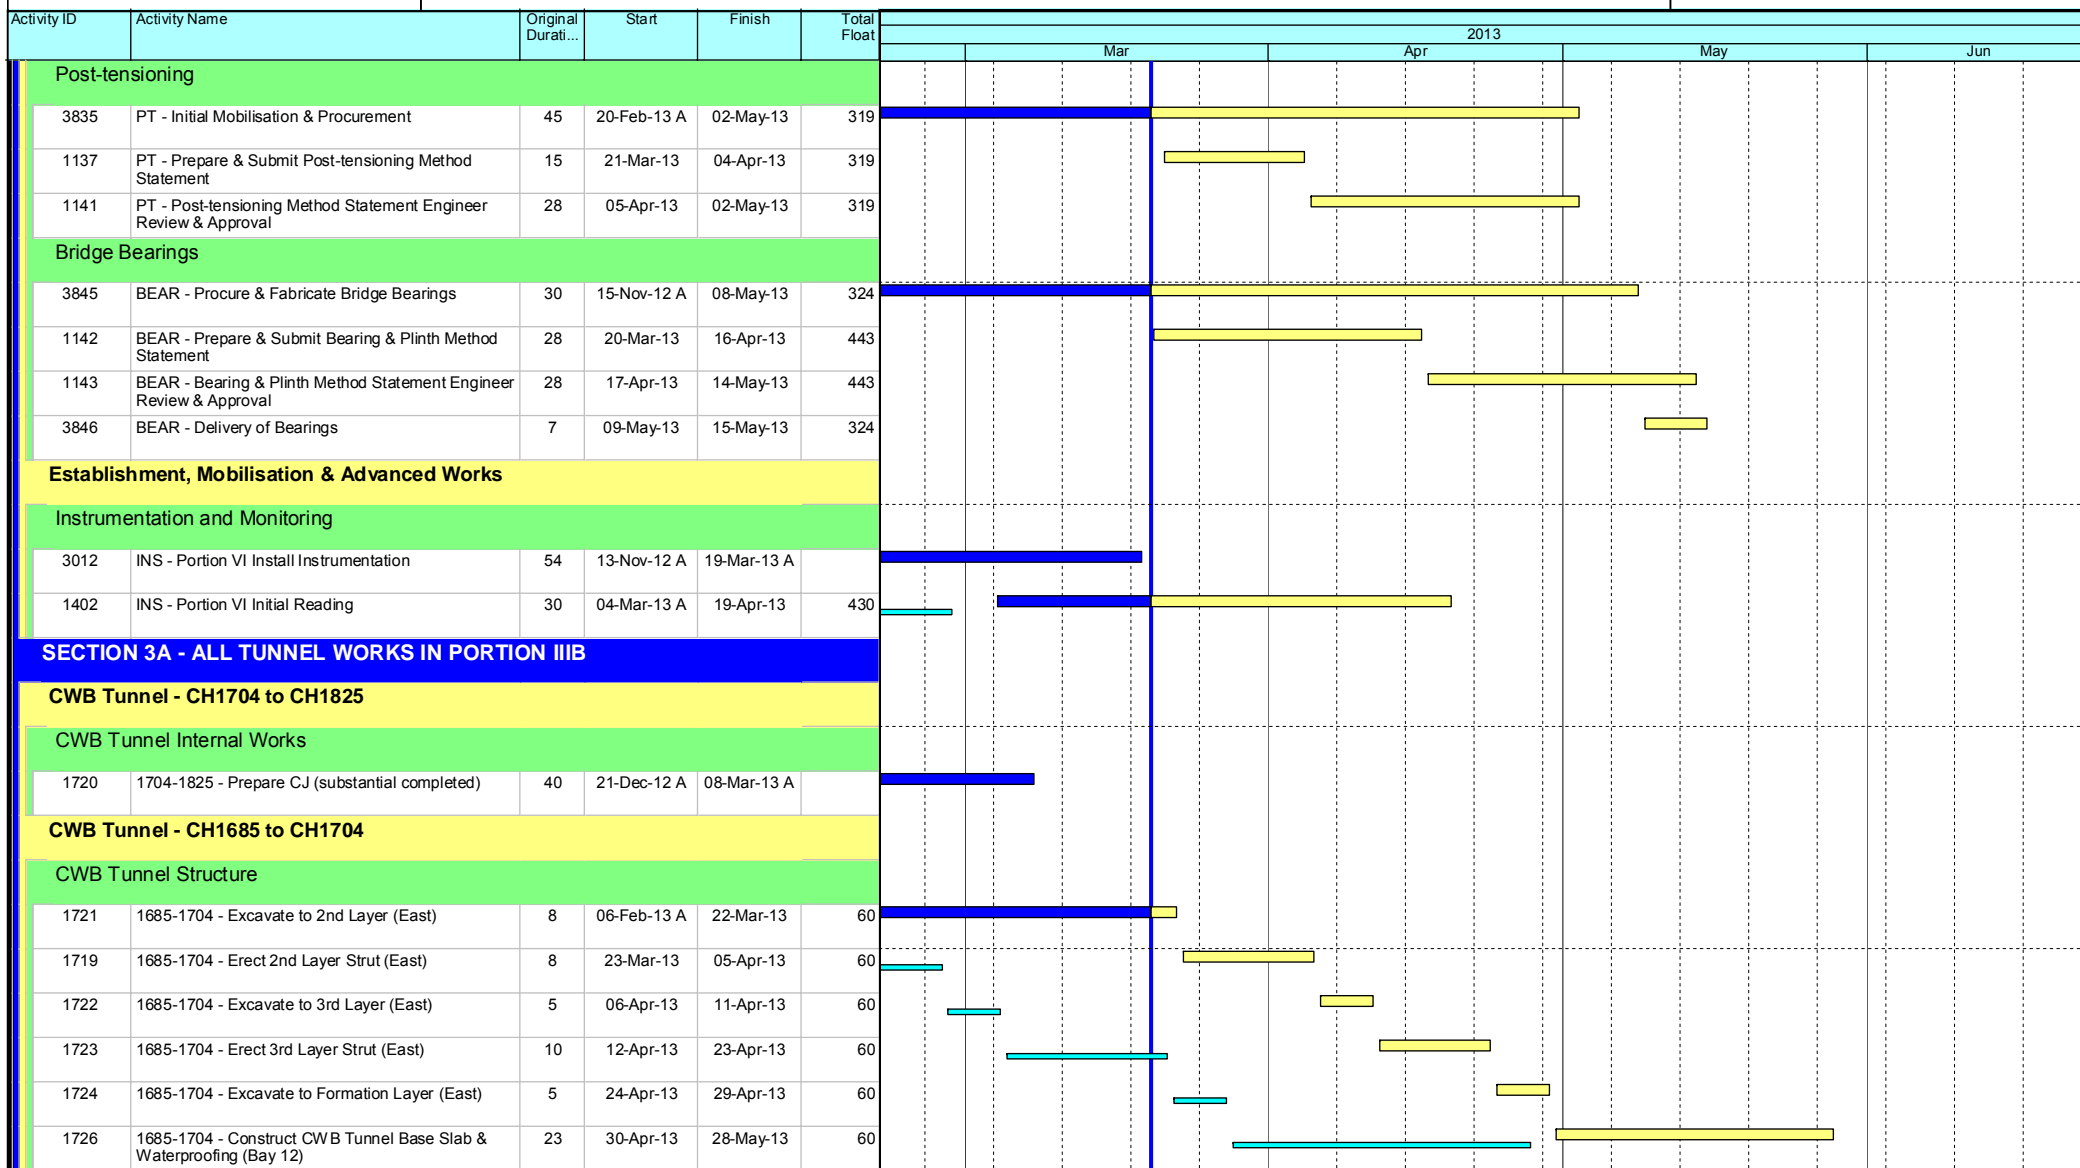 Activity ID Activity Name Original Start Finish Total
Durati... Float
2013
Mar Apr May Jun
Post-tensioning
3835 PT - Initial Mobilisation & Procurement 45 20-Feb-13 A 02-May-13 319
1137 PT - Prepare & Submit Post-tensioning Method 15 21-Mar-13 04-Apr-13 319
Statement
1141 PT - Post-tensioning Method Statement Engineer 28 05-Apr-13 02-May-13 319
Review & Approval
Bridge Bearings
3845 BEAR - Procure & Fabricate Bridge Bearings 30 15-Nov-12 A 08-May-13 324
1142 BEAR - Prepare & Submit Bearing & Plinth Method 28 20-Mar-13 16-Apr-13 443
Statement
1143 BEAR - Bearing & Plinth Method Statement Engineer 28 17-Apr-13 14-May-13 443
Review & Approval
3846 BEAR - Delivery of Bearings 7 09-May-13 15-May-13 324
Establishment, Mobilisation & Advanced Works
Instrumentation and Monitoring
3012 INS - Portion VI Install Instrumentation 54 13-Nov-12 A 19-Mar-13 A
1402 INS - Portion VI Initial Reading 30 04-Mar-13 A 19-Apr-13 430
SECTION 3A - ALL TUNNEL WORKS IN PORTION IIIB
CWB Tunnel - CH1704 to CH1825
CWB Tunnel Internal Works
1720 1704-1825 - Prepare CJ (substantial completed) 40 21-Dec-12 A 08-Mar-13 A
CWB Tunnel - CH1685 to CH1704
CWB Tunnel Structure
1721 1685-1704 - Excavate to 2nd Layer (East) 8 06-Feb-13 A 22-Mar-13 60
1719 1685-1704 - Erect 2nd Layer Strut (East) 8 23-Mar-13 05-Apr-13 60
1722 1685-1704 - Excavate to 3rd Layer (East) 5 06-Apr-13 11-Apr-13 60
1723 1685-1704 - Erect 3rd Layer Strut (East) 10 12-Apr-13 23-Apr-13 60
1724 1685-1704 - Excavate to Formation Layer (East) 5 24-Apr-13 29-Apr-13 60
1726 1685-1704 - Construct CWB Tunnel Base Slab & 23 30-Apr-13 28-May-13 60
Waterproofing (Bay 12)